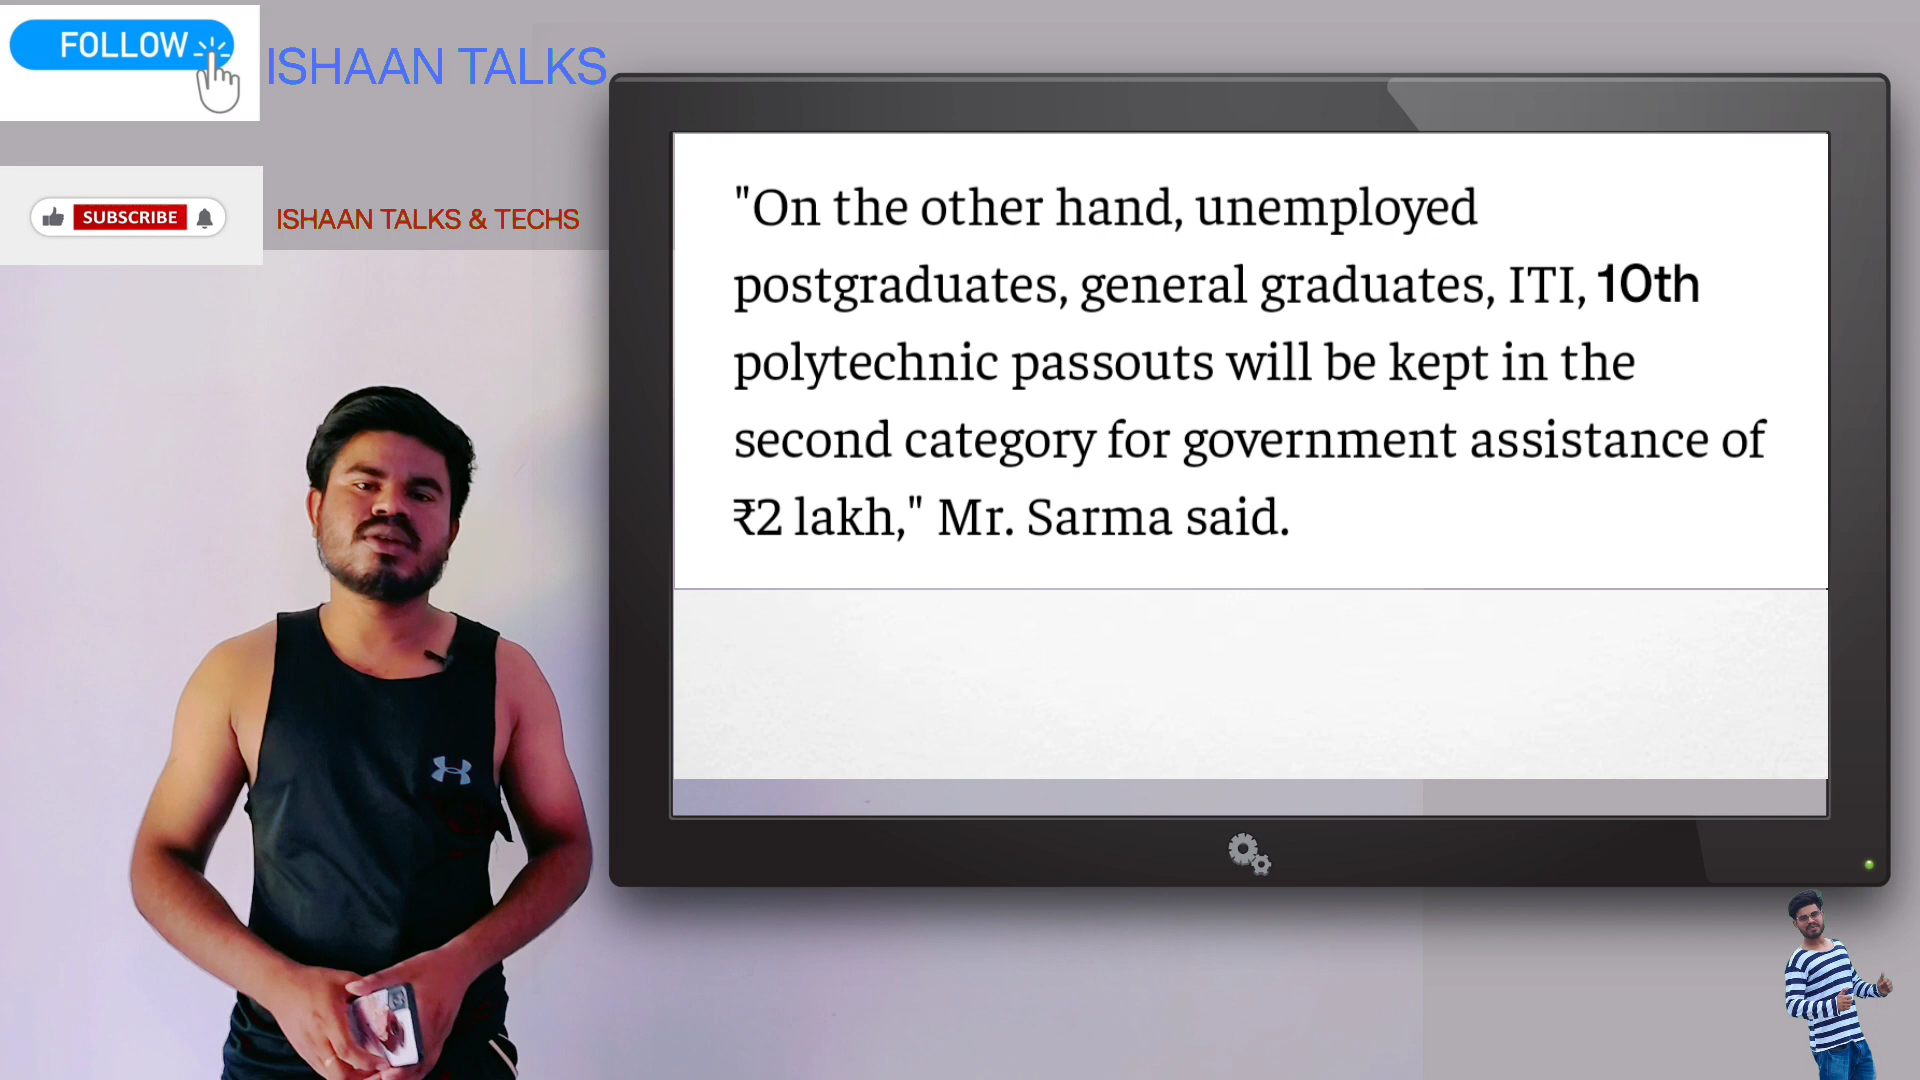 FOLLOW
ISHAAN TALKS
SUBSCRIBE
ISHAAN TALKS & TECHS
"On the other hand, unemployed
postgraduates, general graduates, ITI, 10th
polytechnic passouts will be kept in the
second category for government assistance of
₹2 lakh," Mr. Sarma said.